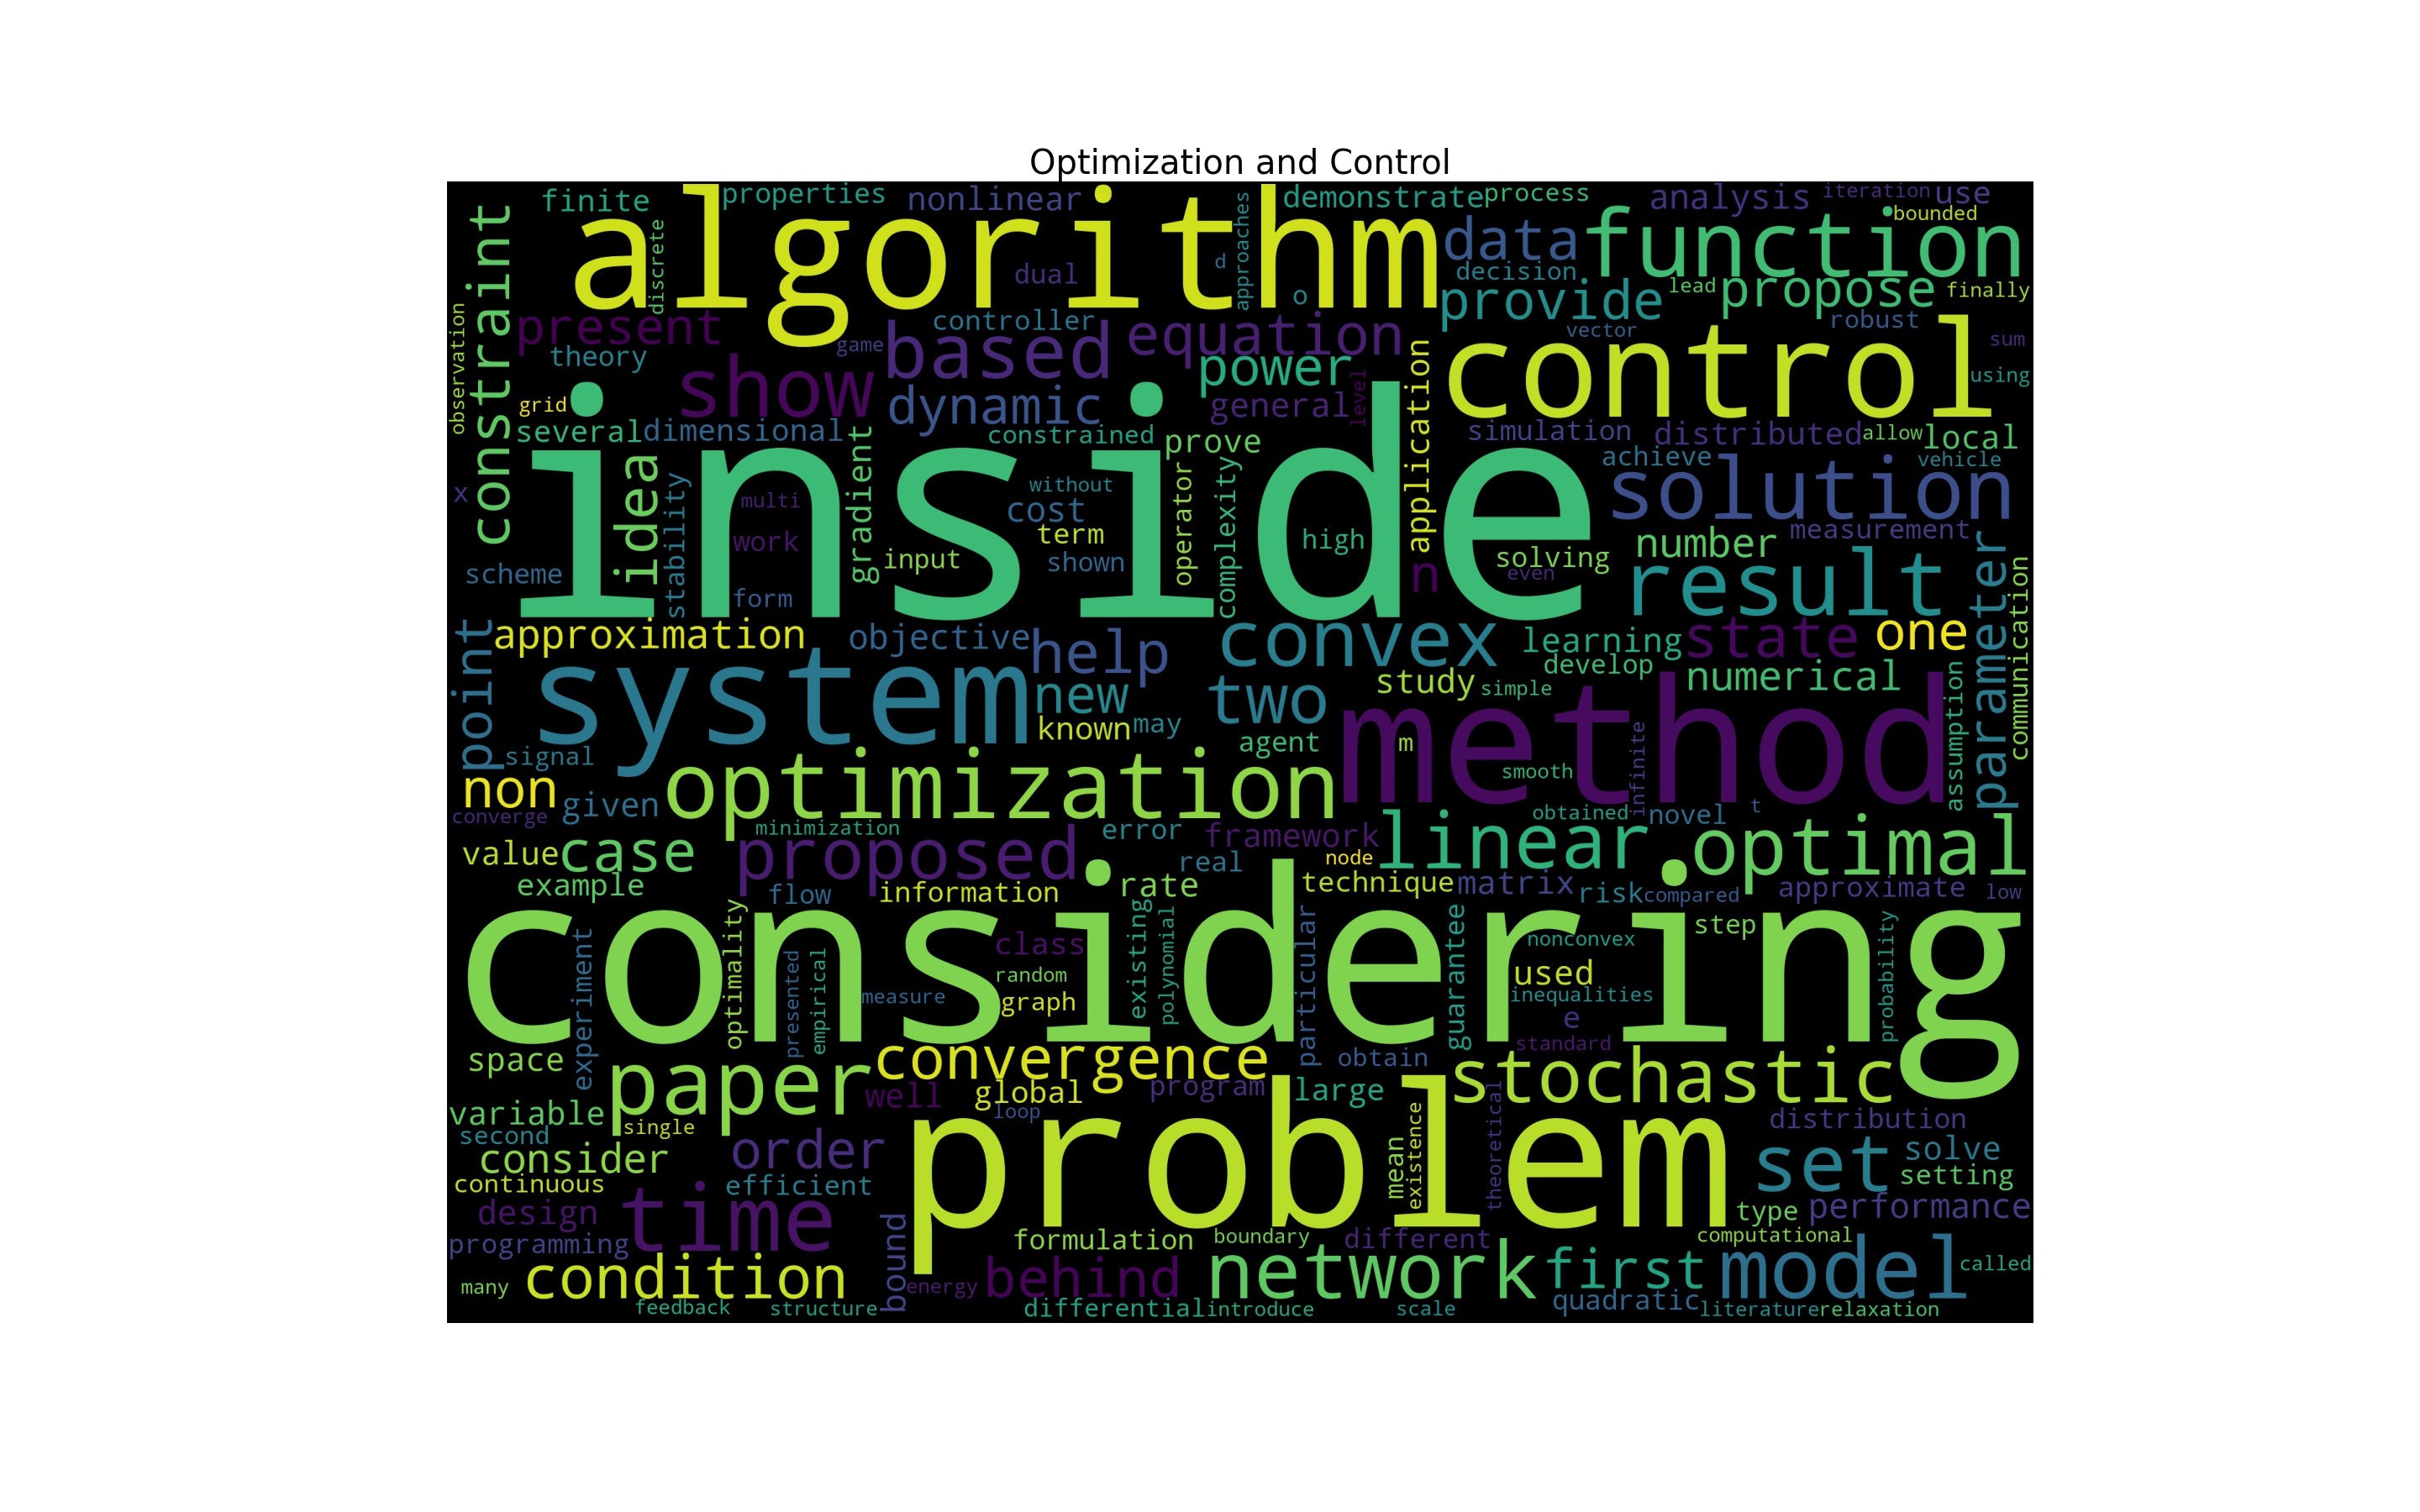 Optimization and Control
finite properties nonlinear demonstrate process analysis iteration use
algorithm discrete dual d o approaches data function bounded
constraint decision provide lead propose finally
observation present controller based equation vector robust control sum
theory game show power level using
grid dynamic general application
several dimensional constrained prove simulation distributed allow local
inside idea stability gradient multi without operator complexity achieve vehicle
x cost solution
work term high measurement
input shown solving number
scheme form n even result parameter communication
approximation objective help convex learning state one
point system new two study develop simple numerical
known may method assumption
signal agent m smooth infinite
non given optimization obtained novel t
converge minimization error framework linear optimal
value case proposed real node
example flow information rate technique matrix risk compared approximate low
considering optimality existing polynomial particular guarantee step probability
experiment presented empirical class random nonconvex
measure graph used inequalities
e
space convergence obtain standard stochastic
paper well global program large theoretical
variable loop distribution
second single problem mean existence
consider order set solve
continuous efficient setting
design time type performance
programming bound formulation boundary different computational
many condition energy behind network first model called
feedback structure differential introduce scale quadratic literature relaxation